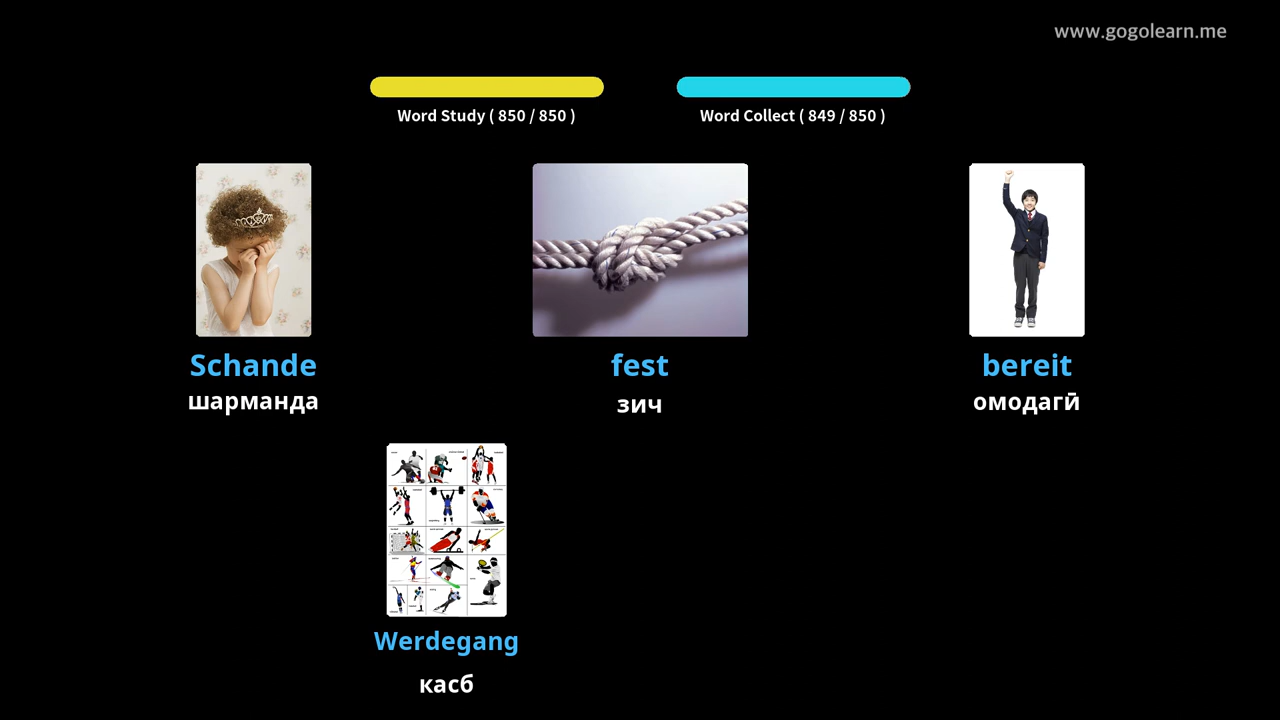 www.gogolearn.me
Word Study ( 850 / 850 )
Word Collect ( 849 / 850 )
Schande
шарманда
fest
зич
bereit
омодагӣ
Werdegang
касб